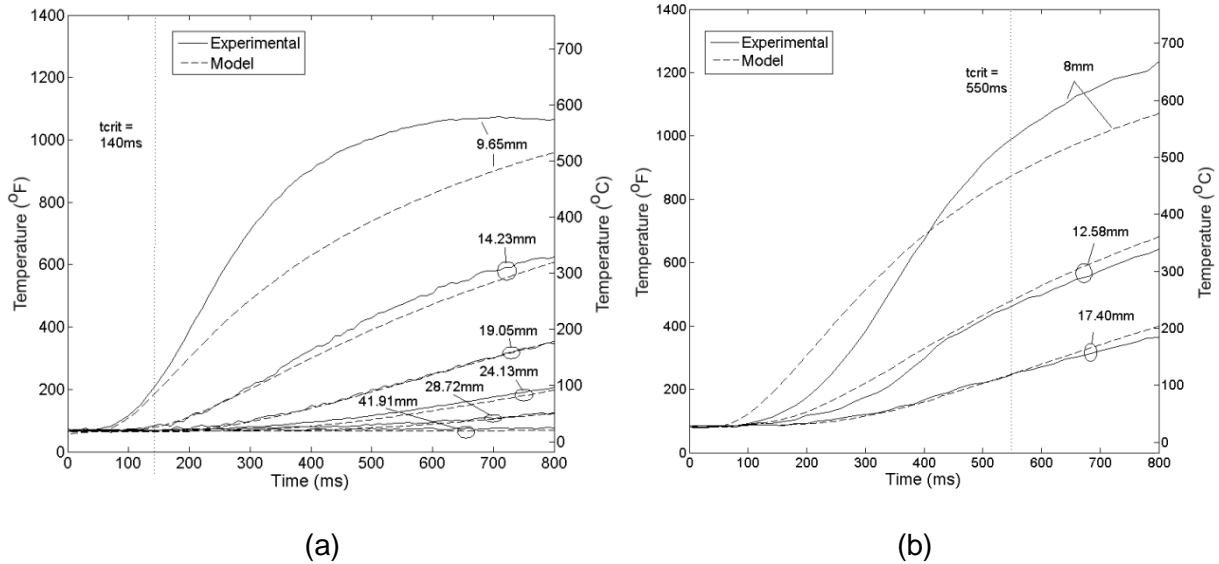 1400
1200
1000
800
600
400
200
0
Temperature (°F)
700
600
500
400
300
200
100
0
Temperature (°C)
0 100 200 300 400 500 600 700 800
Time (ms)
Experimental
Model
tcrit =
140ms
9.65mm
14.23mm
19.05mm
24.13mm
28.72mm
41.91mm
(a)
1400
1200
1000
800
600
400
200
0
Temperature (°F)
700
600
500
400
300
200
100
0
Temperature (°C)
0 100 200 300 400 500 600 700 800
Time (ms)
Experimental
Model
tcrit =
550ms
8mm
12.58mm
17.40mm
(b)